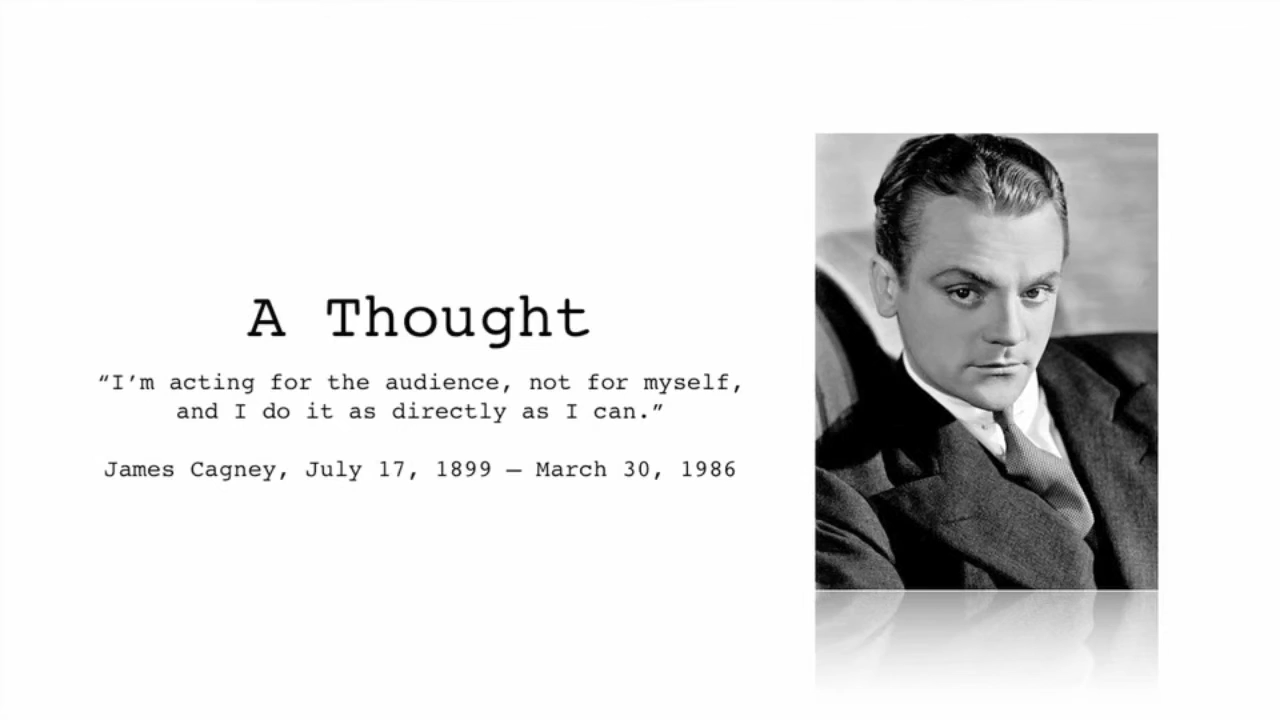 A Thought
“I’m acting for the audience, not for myself,
and I do it as directly as I can.”
James Cagney, July 17, 1899 – March 30, 1986